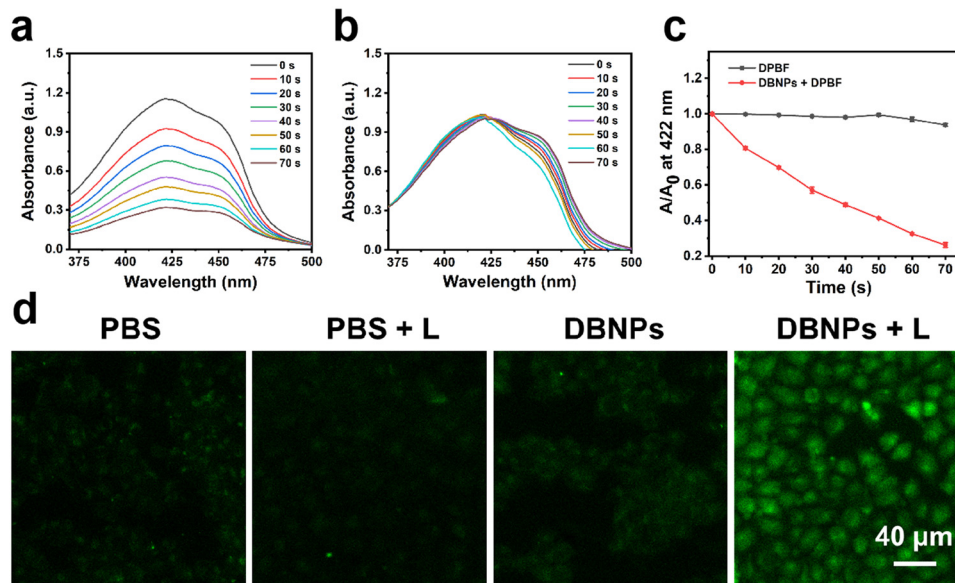 a
b
c
Absorbance (a.u.)
1.5
1.2
0.9
0.6
0.3
0.0
375
400
425
450
475
500
Wavelength (nm)
0 s
10 s
20 s
30 s
40 s
50 s
60 s
70 s
Absorbance (a.u.)
1.5
1.2
0.9
0.6
0.3
0.0
375
400
425
450
475
500
Wavelength (nm)
0 s
10 s
20 s
30 s
40 s
50 s
60 s
70 s
A/A0 at 422 nm
1.4
1.2
1.0
0.8
0.6
0.4
0.2
0
10
20
30
40
50
60
70
Time (s)
DPBF
DBNPs + DPBF
d
PBS
PBS + L
DBNPs
DBNPs + L
40 μm